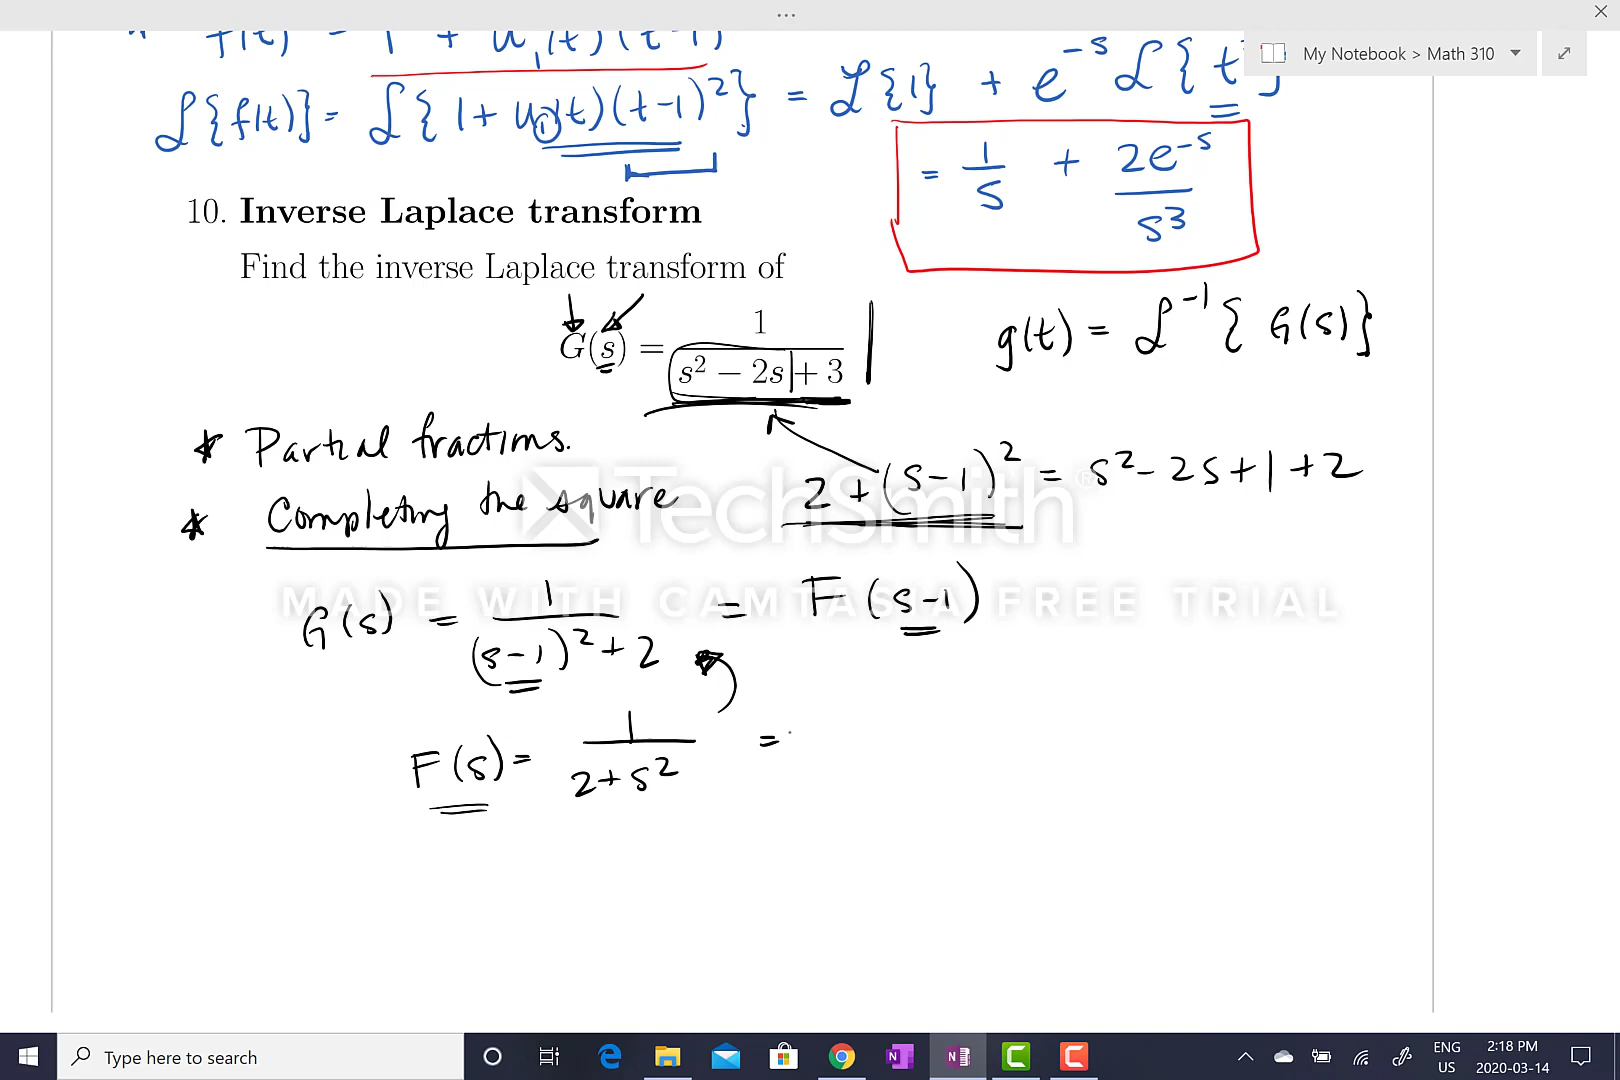 My Notebook > Math 310
f(t) = 1 + u₁(t)(t-1)
ℒ{f(t)} = ℒ{1 + u₁(t)(t-1)²} = ℒ{1} + e^{-s} ℒ{t
= 1/s + 2e^{-s}/s³
10. Inverse Laplace transform
Find the inverse Laplace transform of
G(s) = 1/(s² − 2s + 3)
g(t) = ℒ^{-1}{G(s)}
* Partial fractions.
2 + (s-1)² = s² - 2s + 1 + 2
* Completing the square
TechSmith®
MADE WITH CAMTASIA FREE TRIAL
G(s) = 1/((s-1)² + 2) = F(s-1)
F(s) = 1/(2+s²) =
Type here to search
ENG
US
2:18 PM
2020-03-14